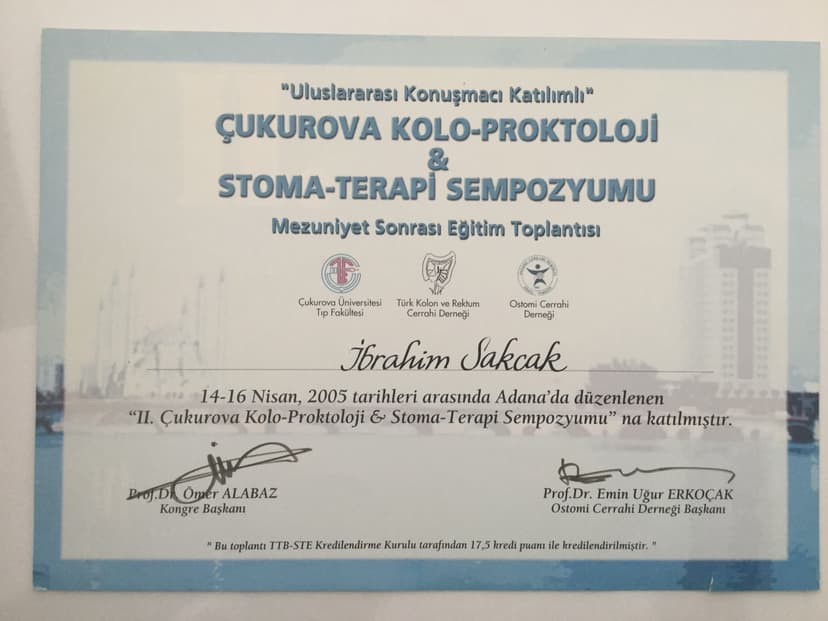 "Uluslararası Konuşmacı Katılımlı"
ÇUKUROVA KOLO-PROKTOLOJİ
&
STOMA-TERAPİ SEMPOZYUMU
Mezuniyet Sonrası Eğitim Toplantısı
Çukurova Üniversitesi
Tıp Fakültesi
Türk Kolon ve Rektum
Cerrahi Derneği
Ostomi Cerrahi
Derneği
İbrahim Sakcak
14-16 Nisan, 2005 tarihleri arasında Adana'da düzenlenen
"II. Çukurova Kolo-Proktoloji & Stoma-Terapi Sempozyumu" na katılmıştır.
Prof.Dr. Ömer ALABAZ
Kongre Başkanı
Prof.Dr. Emin Uğur ERKOÇAK
Ostomi Cerrahi Derneği Başkanı
" Bu toplantı TTB-STE Kredilendirme Kurulu tarafından 17,5 kredi puanı ile kredilendirilmiştir. "